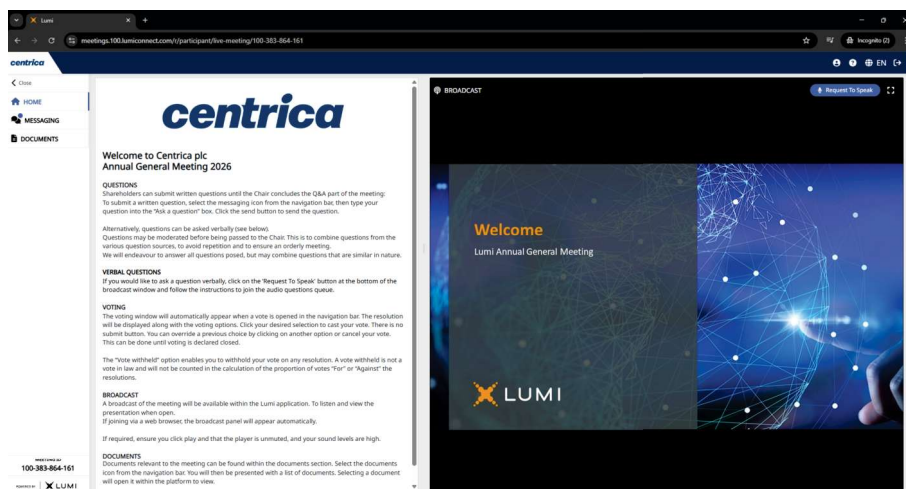 Lumi
meetings.100.lumiconnect.com/r/participant/live-meeting/100-383-864-161
Incognito (2)
centrica
EN
Close
HOME
MESSAGING
DOCUMENTS
100-383-864-161
POWERED BY LUMI
centrica
Welcome to Centrica plc
Annual General Meeting 2026
QUESTIONS
Shareholders can submit written questions until the Chair concludes the Q&A part of the meeting:
To submit a written question, select the messaging icon from the navigation bar, then type your
question into the "Ask a question" box. Click the send button to send the question.
Alternatively, questions can be asked verbally (see below).
Questions may be moderated before being passed to the Chair. This is to combine questions from the
various question sources, to avoid repetition and to ensure an orderly meeting.
We will endeavour to answer all questions posed, but may combine questions that are similar in nature.
VERBAL QUESTIONS
If you would like to ask a question verbally, click on the 'Request To Speak' button at the bottom of the
broadcast window and follow the instructions to join the audio questions queue.
VOTING
The voting window will automatically appear when a vote is opened in the navigation bar. The resolution
will be displayed along with the voting options. Click your desired selection to cast your vote. There is no
submit button. You can override a previous choice by clicking on another option or cancel your vote.
This can be done until voting is declared closed.
The "Vote withheld" option enables you to withhold your vote on any resolution. A vote withheld is not a
vote in law and will not be counted in the calculation of the proportion of votes "For" or "Against" the
resolutions.
BROADCAST
A broadcast of the meeting will be available within the Lumi application. To listen and view the
presentation when open.
If joining via a web browser, the broadcast panel will appear automatically.
If required, ensure you click play and that the player is unmuted, and your sound levels are high.
DOCUMENTS
Documents relevant to the meeting can be found within the documents section. Select the documents
icon from the navigation bar. You will then be presented with a list of documents. Selecting a document
will open it within the platform to view.
BROADCAST
Request To Speak
Welcome
Lumi Annual General Meeting
LUMI